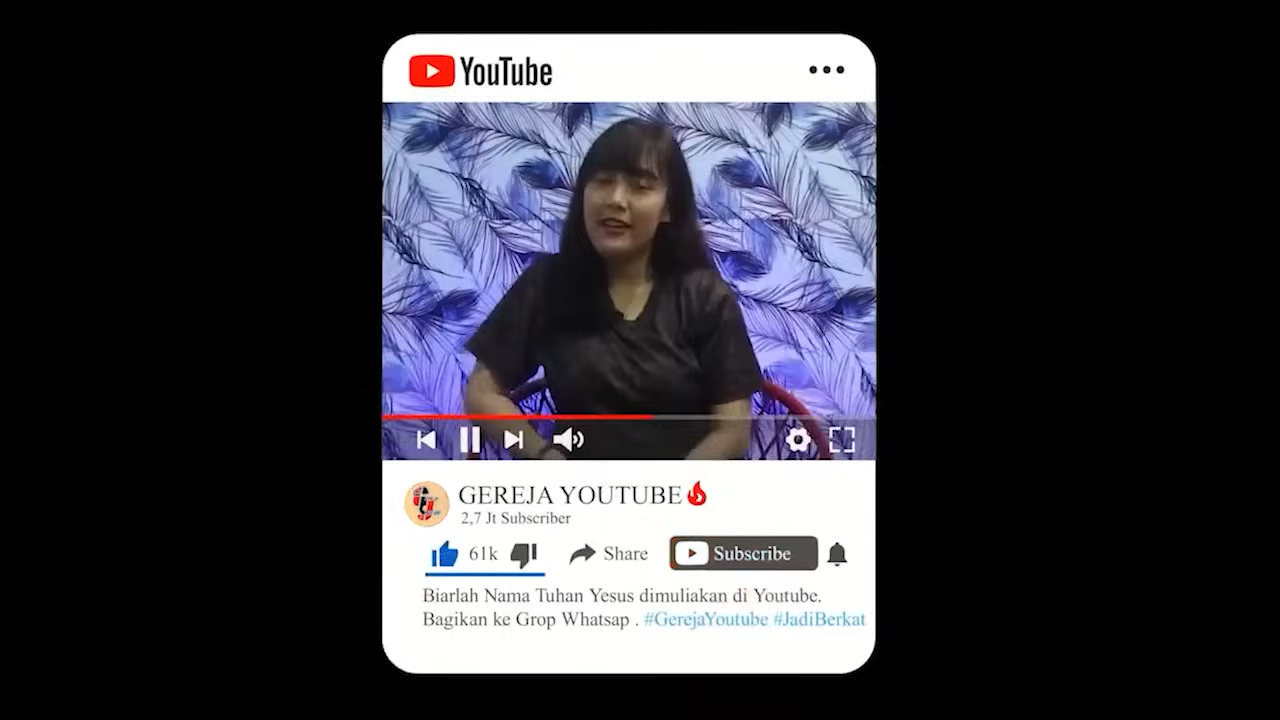 YouTube
GEREJA YOUTUBE
2,7 Jt Subscriber
61k Share Subscribe
Biarlah Nama Tuhan Yesus dimuliakan di Youtube.
Bagikan ke Grop Whatsap . #GerejaYoutube #JadiBerkat